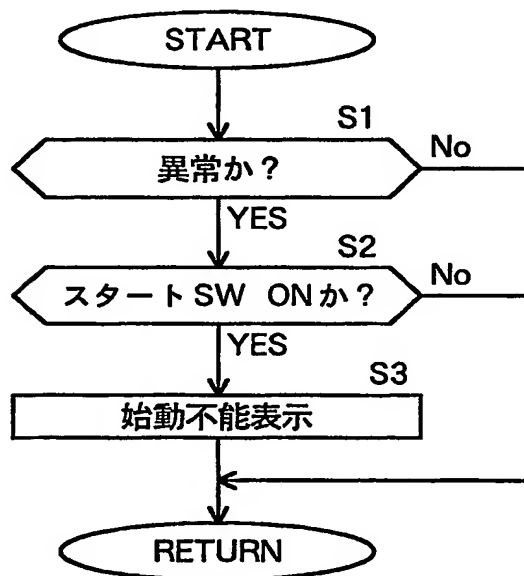 START
S1
異常か?
No
YES
S2
スタートSW ONか?
No
YES
S3
始動不能表示
RETURN